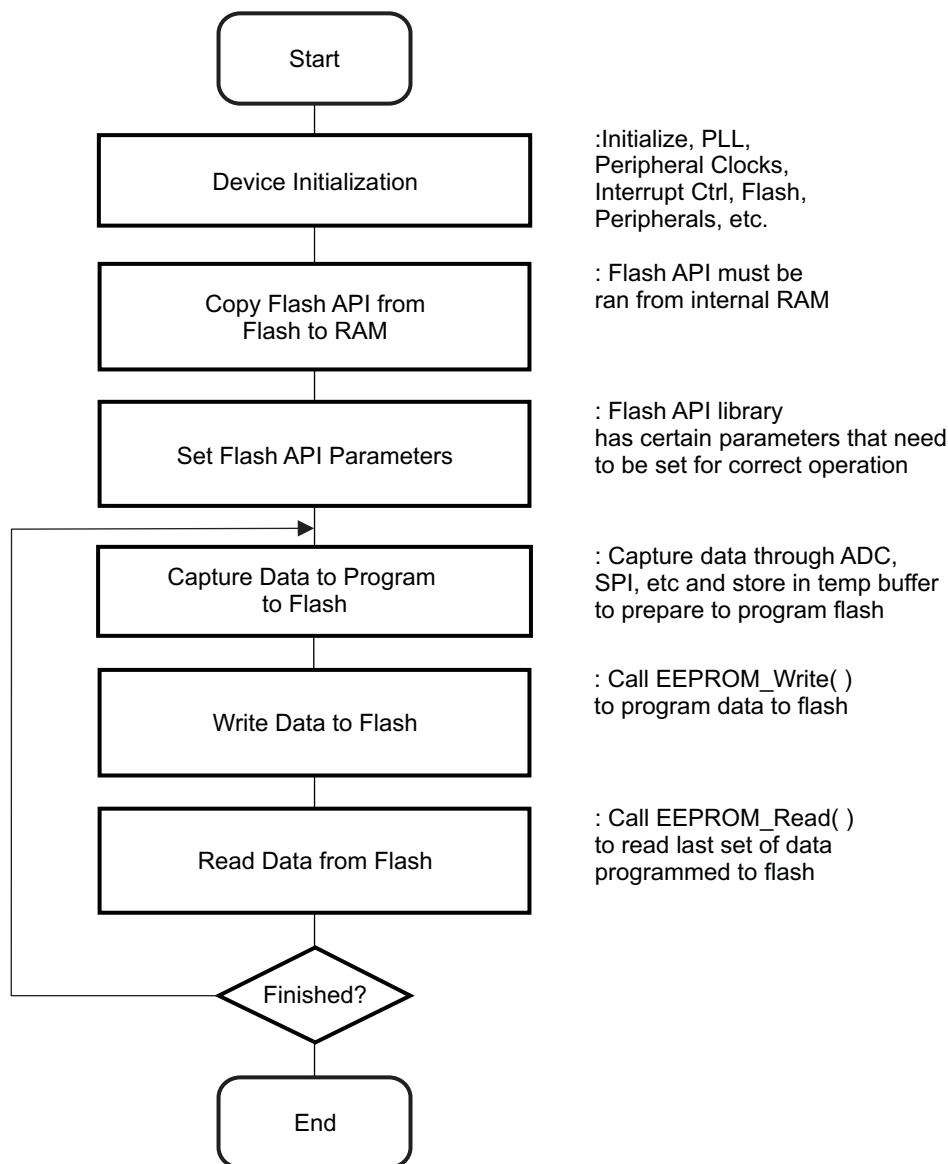 Start
Device Initialization
:Initialize, PLL,
Peripheral Clocks,
Interrupt Ctrl, Flash,
Peripherals, etc.
Copy Flash API from
Flash to RAM
: Flash API must be
ran from internal RAM
Set Flash API Parameters
: Flash API library
has certain parameters that need
to be set for correct operation
Capture Data to Program
to Flash
: Capture data through ADC,
SPI, etc and store in temp buffer
to prepare to program flash
Write Data to Flash
: Call EEPROM_Write( )
to program data to flash
Read Data from Flash
: Call EEPROM_Read( )
to read last set of data
programmed to flash
Finished?
End